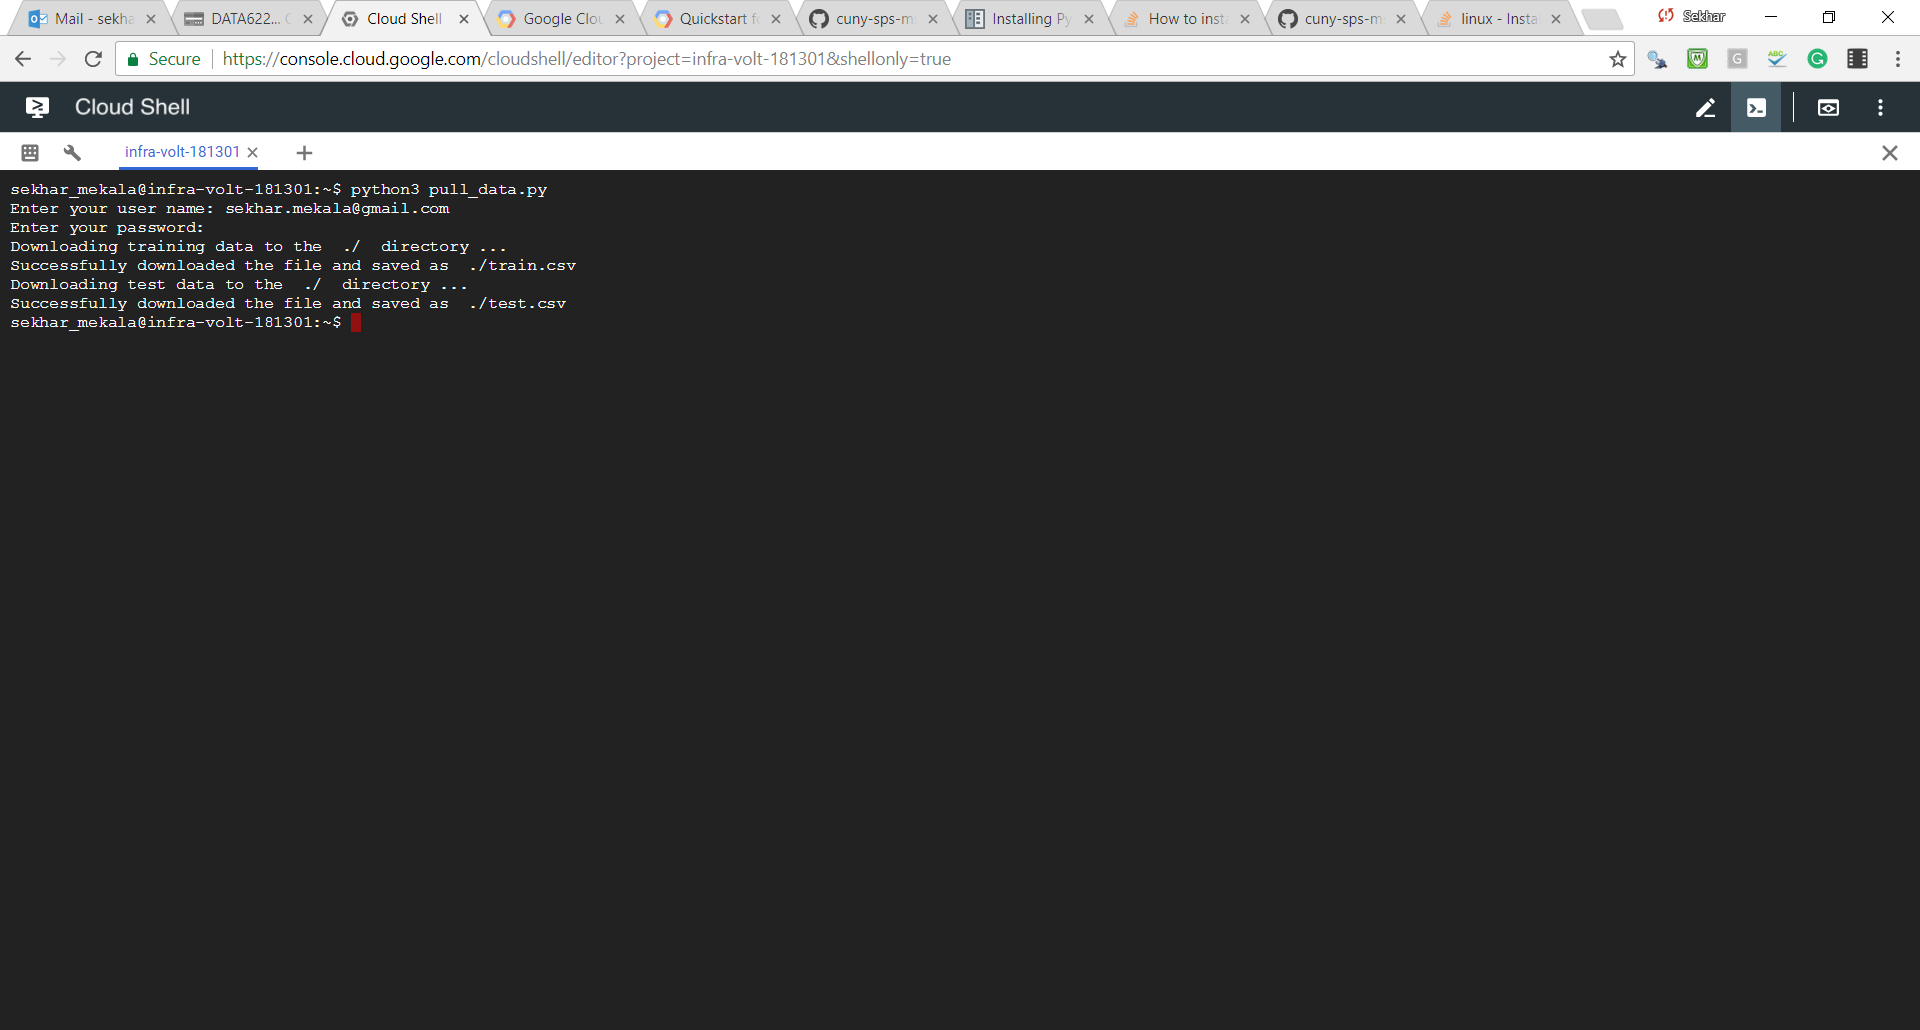 Mail - sekha
DATA622...
Cloud Shell
Google Clou
Quickstart fo
cuny-sps-m
Installing Py
How to insta
cuny-sps-m
linux - Insta
Sekhar
Secure
https://console.cloud.google.com/cloudshell/editor?project=infra-volt-181301&shellonly=true
Cloud Shell
infra-volt-181301
sekhar_mekala@infra-volt-181301:~$ python3 pull_data.py
Enter your user name: sekhar.mekala@gmail.com
Enter your password:
Downloading training data to the  ./  directory ...
Successfully downloaded the file and saved as  ./train.csv
Downloading test data to the  ./  directory ...
Successfully downloaded the file and saved as  ./test.csv
sekhar_mekala@infra-volt-181301:~$